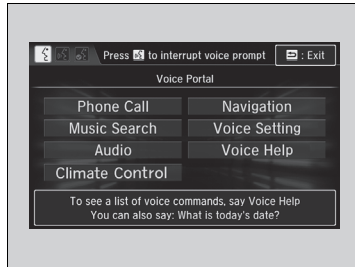 Press to interrupt voice prompt
: Exit
Voice Portal
Phone Call
Navigation
Music Search
Voice Setting
Audio
Voice Help
Climate Control
To see a list of voice commands, say Voice Help
You can also say: What is today's date?